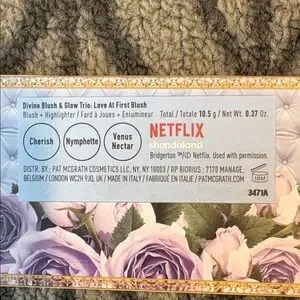 Divine Blush & Glow Trio: Love At First Blush
Blush + Highlighter / Fard à Joues + Enlumineur Total / Totale 10.5 g / Net Wt. 0.37 Oz.
Cherish
Nymphette
Venus Nectar
NETFLIX
shondaland
Bridgerton ™/© Netflix. Used with permission.
DISTR. BY: PAT MCGRATH COSMETICS LLC, NY, NY 10003 / RP BIORIUS : 7170 MANAGE,
BELGIUM / LONDON WC2H 9JQ, UK / MADE IN ITALY / FABRIQUÉ EN ITALIE / PATMCGRATH.COM
18M
3471A